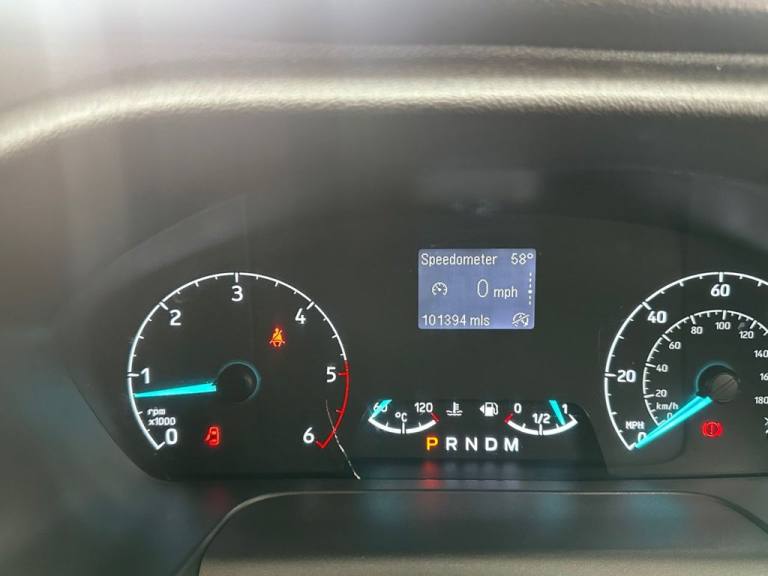 Speedometer 58°
0 mph
101394 mls
0 1 2 3 4 5 6
rpm
x1000
60 °C 120
0 1/2 1
P R N D M
0 20 40 60
MPH
0 20 40 60 80 100 120 140
180
km/h